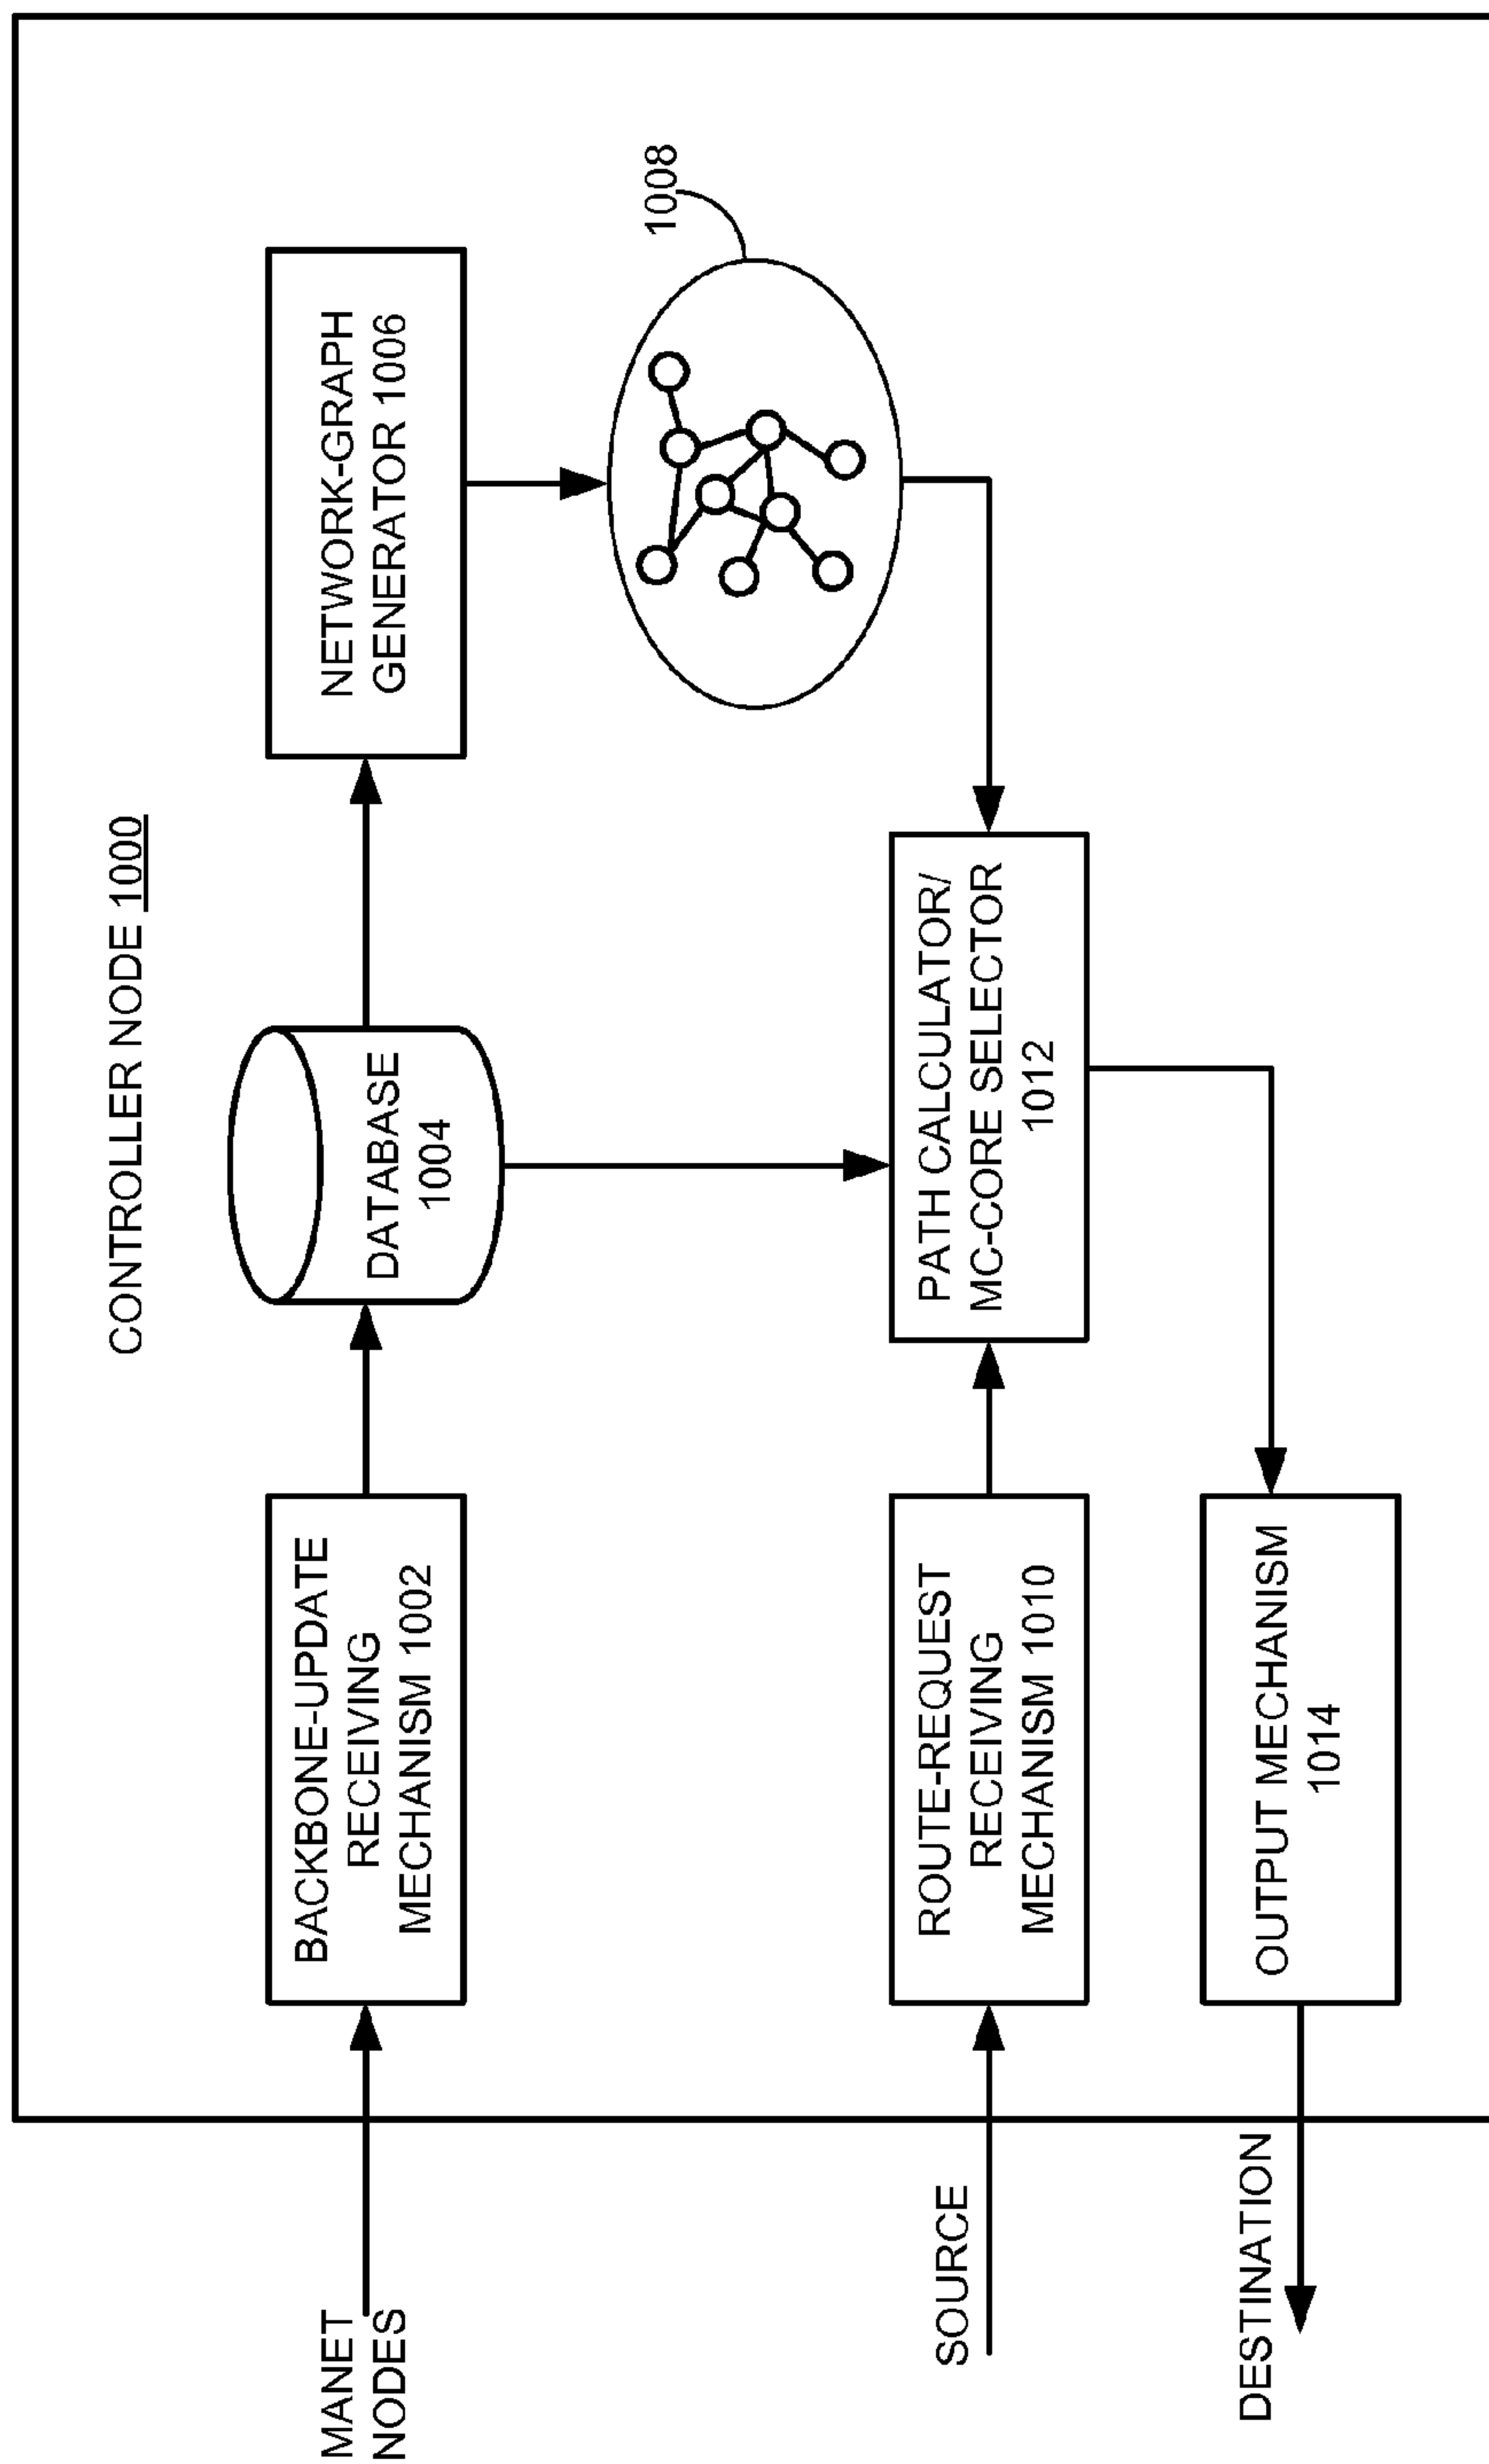 CONTROLLER NODE 1000
MANET
NODES
BACKBONE-UPDATE
RECEIVING
MECHANISM 1002
DATABASE
1004
NETWORK-GRAPH
GENERATOR 1006
1008
SOURCE
ROUTE-REQUEST
RECEIVING
MECHANISM 1010
PATH CALCULATOR/
MC-CORE SELECTOR
1012
DESTINATION
OUTPUT MECHANISM
1014